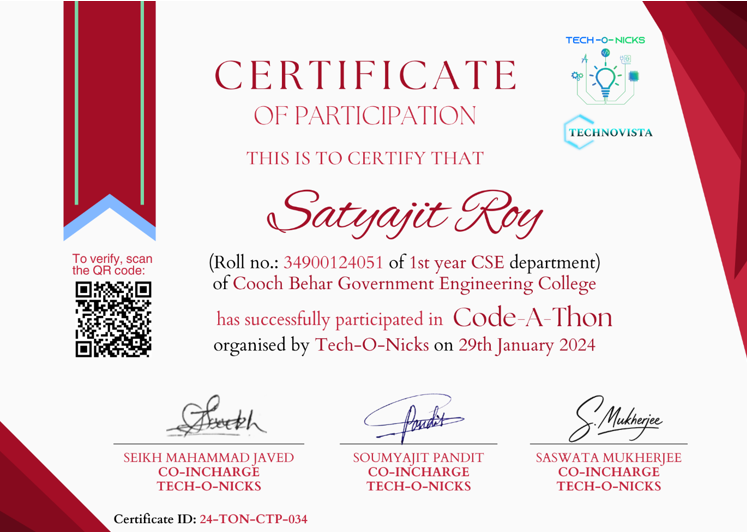 TECH-O-NICKS
TECHNOVISTA
CERTIFICATE
OF PARTICIPATION
THIS IS TO CERTIFY THAT
Satyajit Roy
To verify, scan
the QR code:
(Roll no.: 34900124051 of 1st year CSE department)
of Cooch Behar Government Engineering College
has successfully participated in Code-A-Thon
organised by Tech-O-Nicks on 29th January 2024
Pandit
S. Mukherjee
SEIKH MAHAMMAD JAVED
CO-INCHARGE
TECH-O-NICKS
SOUMYAJIT PANDIT
CO-INCHARGE
TECH-O-NICKS
SASWATA MUKHERJEE
CO-INCHARGE
TECH-O-NICKS
Certificate ID: 24-TON-CTP-034